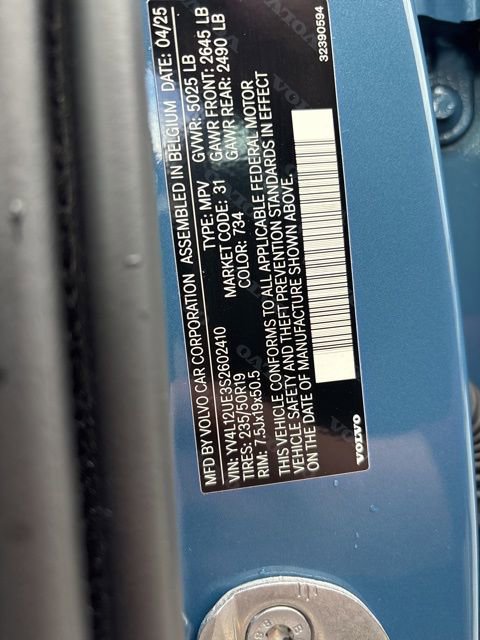 MFD BY VOLVO CAR CORPORATION ASSEMBLED IN BELGIUM DATE: 04/25
VIN: YV4L12UE3S2602410 TYPE: MPV GVWR: 5025 LB
TIRES: 235/50R19 MARKET CODE: 31 GAWR FRONT: 2645 LB
RIM: 7.5Jx19x50.5 COLOR: 734 GAWR REAR: 2490 LB
THIS VEHICLE CONFORMS TO ALL APPLICABLE FEDERAL MOTOR
VEHICLE SAFETY AND THEFT PREVENTION STANDARDS IN EFFECT
ON THE DATE OF MANUFACTURE SHOWN ABOVE.
VOLVO 32390594
8.8